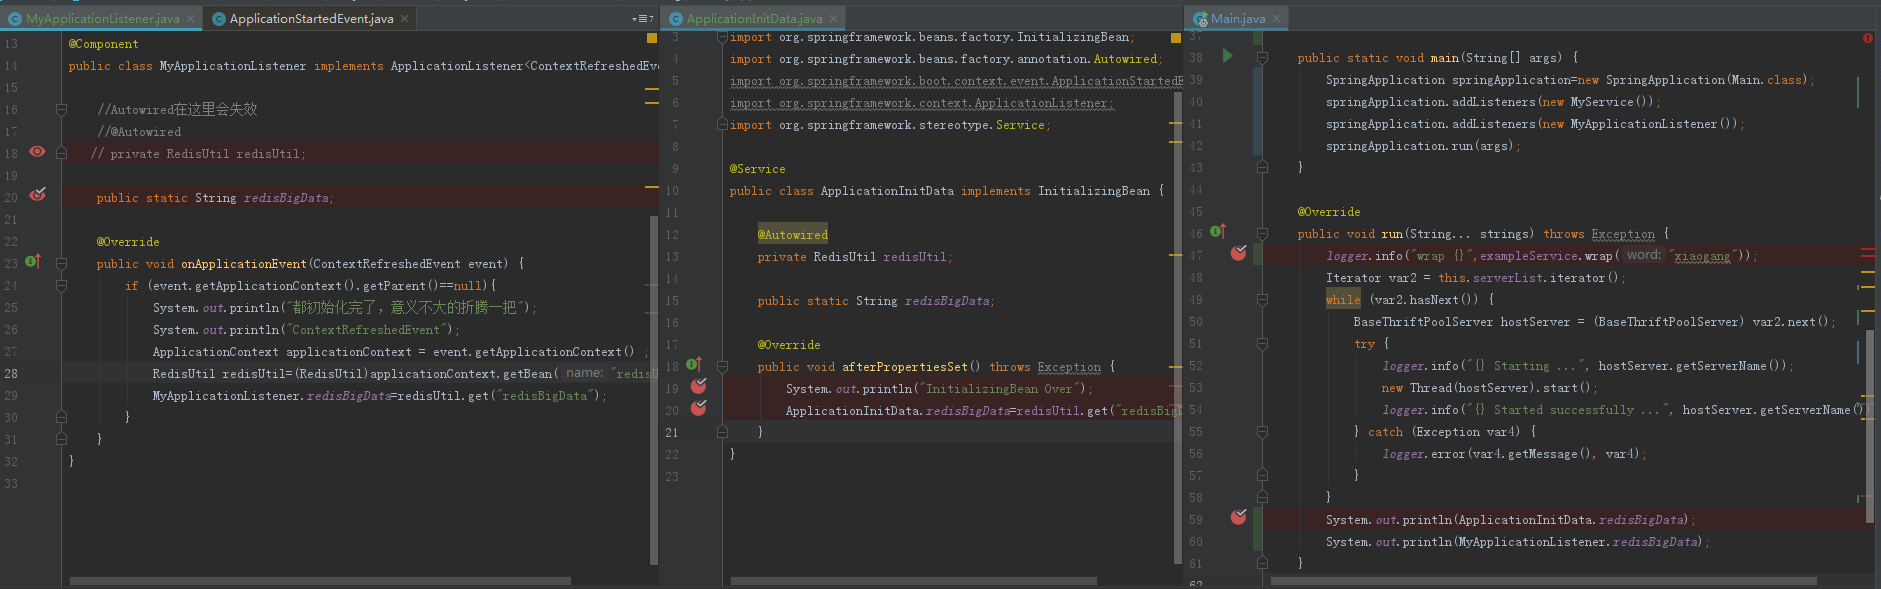 MyApplicationListener.java
ApplicationStartedEvent.java
7
13 @Component
14 public class MyApplicationListener implements ApplicationListener<ContextRefreshedEve
15
16 //Autowired在这里会失效
17 //@Autowired
18 // private RedisUtil redisUtil;
19
20 public static String redisBigData;
21
22 @Override
23 public void onApplicationEvent(ContextRefreshedEvent event) {
24 if (event.getApplicationContext().getParent()==null){
25 System.out.println("都初始化完了，意义不大的折腾一把");
26 System.out.println("ContextRefreshedEvent");
27 ApplicationContext applicationContext = event.getApplicationContext() ;
28 RedisUtil redisUtil=(RedisUtil)applicationContext.getBean( name: "redisU
29 MyApplicationListener.redisBigData=redisUtil.get("redisBigData");
30 }
31 }
32 }
33
ApplicationInitData.java
3 import org.springframework.beans.factory.InitializingBean;
4 import org.springframework.beans.factory.annotation.Autowired;
5 import org.springframework.boot.context.event.ApplicationStartedE
6 import org.springframework.context.ApplicationListener;
7 import org.springframework.stereotype.Service;
8
9 @Service
10 public class ApplicationInitData implements InitializingBean {
11
12 @Autowired
13 private RedisUtil redisUtil;
14
15 public static String redisBigData;
16
17 @Override
18 public void afterPropertiesSet() throws Exception {
19 System.out.println("InitializingBean Over");
20 ApplicationInitData.redisBigData=redisUtil.get("redisBigD
21 }
22 }
23
Main.java
37
38 public static void main(String[] args) {
39 SpringApplication springApplication=new SpringApplication(Main.class);
40 springApplication.addListeners(new MyService());
41 springApplication.addListeners(new MyApplicationListener());
42 springApplication.run(args);
43 }
44
45 @Override
46 public void run(String... strings) throws Exception {
47 logger.info("wrap {}",exampleService.wrap( word: "xiaogang"));
48 Iterator var2 = this.serverList.iterator();
49 while (var2.hasNext()) {
50 BaseThriftPoolServer hostServer = (BaseThriftPoolServer) var2.next();
51 try {
52 logger.info("{} Starting ...", hostServer.getServerName());
53 new Thread(hostServer).start();
54 logger.info("{} Started successfully ...", hostServer.getServerName())
55 } catch (Exception var4) {
56 logger.error(var4.getMessage(), var4);
57 }
58 }
59 System.out.println(ApplicationInitData.redisBigData);
60 System.out.println(MyApplicationListener.redisBigData);
61 }
62